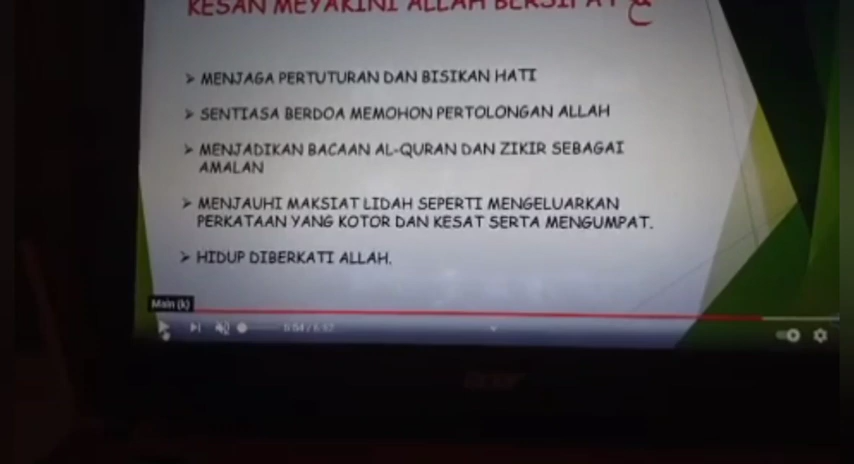 KESAN MEYAKINI ALLAH BERSIFAT
➤ MENJAGA PERTUTURAN DAN BISIKAN HATI
➤ SENTIASA BERDOA MEMOHON PERTOLONGAN ALLAH
➤ MENJADIKAN BACAAN AL-QURAN DAN ZIKIR SEBAGAI
AMALAN
➤ MENJAUHI MAKSIAT LIDAH SEPERTI MENGELUARKAN
PERKATAAN YANG KOTOR DAN KESAT SERTA MENGUMPAT.
➤ HIDUP DIBERKATI ALLAH.
Main (k)